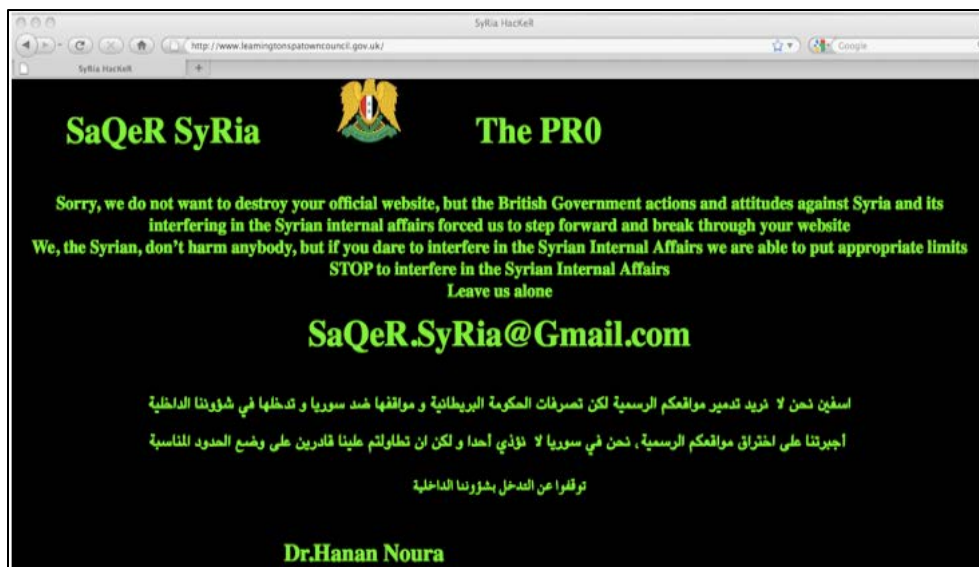 SyRia HacKeR
http://www.leamingtonspatowncouncil.gov.uk/
Google
SyRia HacKeR
SaQeR SyRia
The PR0
Sorry, we do not want to destroy your official website, but the British Government actions and attitudes against Syria and its
interfering in the Syrian internal affairs forced us to step forward and break through your website
We, the Syrian, don't harm anybody, but if you dare to interfere in the Syrian Internal Affairs we are able to put appropriate limits
STOP to interfere in the Syrian Internal Affairs
Leave us alone
SaQeR.SyRia@Gmail.com
اسفين نحن لا نريد تدمير مواقعكم الرسمية لكن تصرفات الحكومة البريطانية و مواقفها ضد سوريا و تدخلها في شؤوننا الداخلية
أجبرتنا على اختراق مواقعكم الرسمية ، نحن في سوريا لا نؤذي أحدا و لكن ان تطاولتم علينا قادرين على وضع الحدود المناسبة
توقفوا عن التدخل بشؤوننا الداخلية
Dr.Hanan Noura